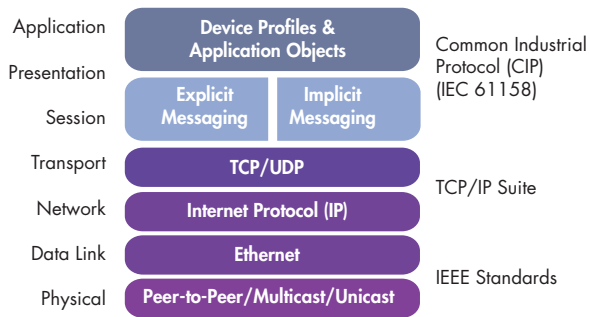 Application
Device Profiles &
Application Objects
Common Industrial
Protocol (CIP)
(IEC 61158)
Presentation
Explicit
Messaging
Implicit
Messaging
Session
Transport
TCP/UDP
TCP/IP Suite
Network
Internet Protocol (IP)
Data Link
Ethernet
IEEE Standards
Physical
Peer-to-Peer/Multicast/Unicast